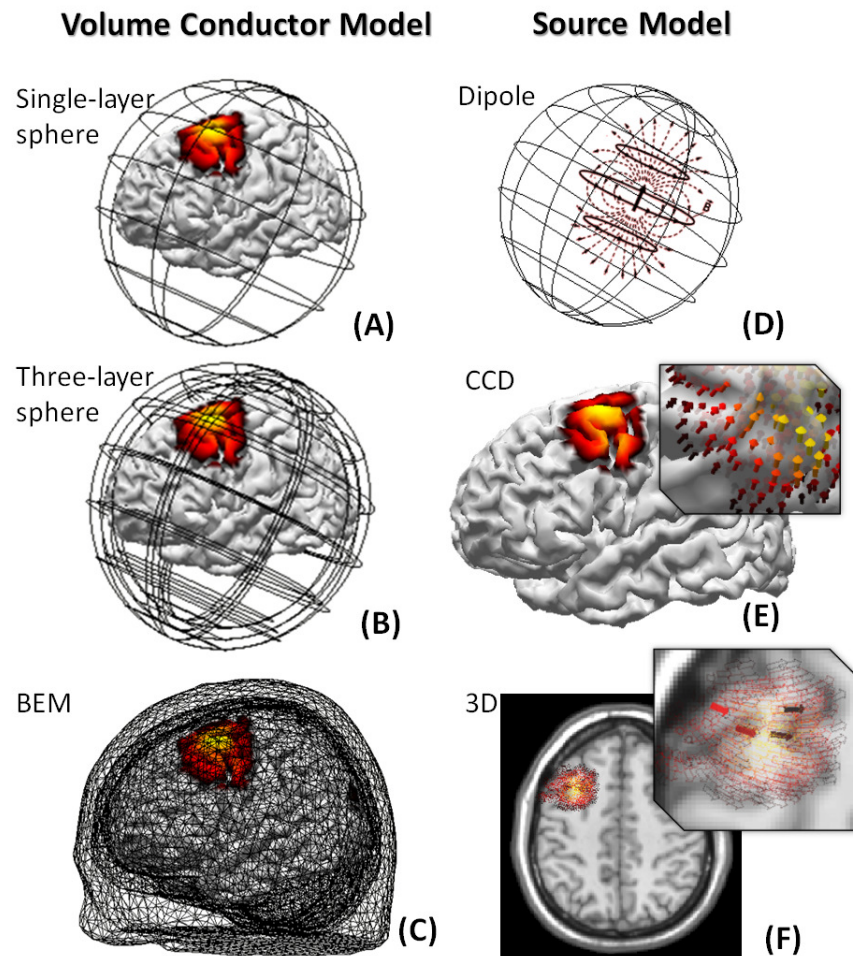 Volume Conductor Model
Source Model
Single-layer
sphere
(A)
Dipole
B
(D)
Three-layer
sphere
(B)
CCD
(E)
BEM
(C)
3D
(F)